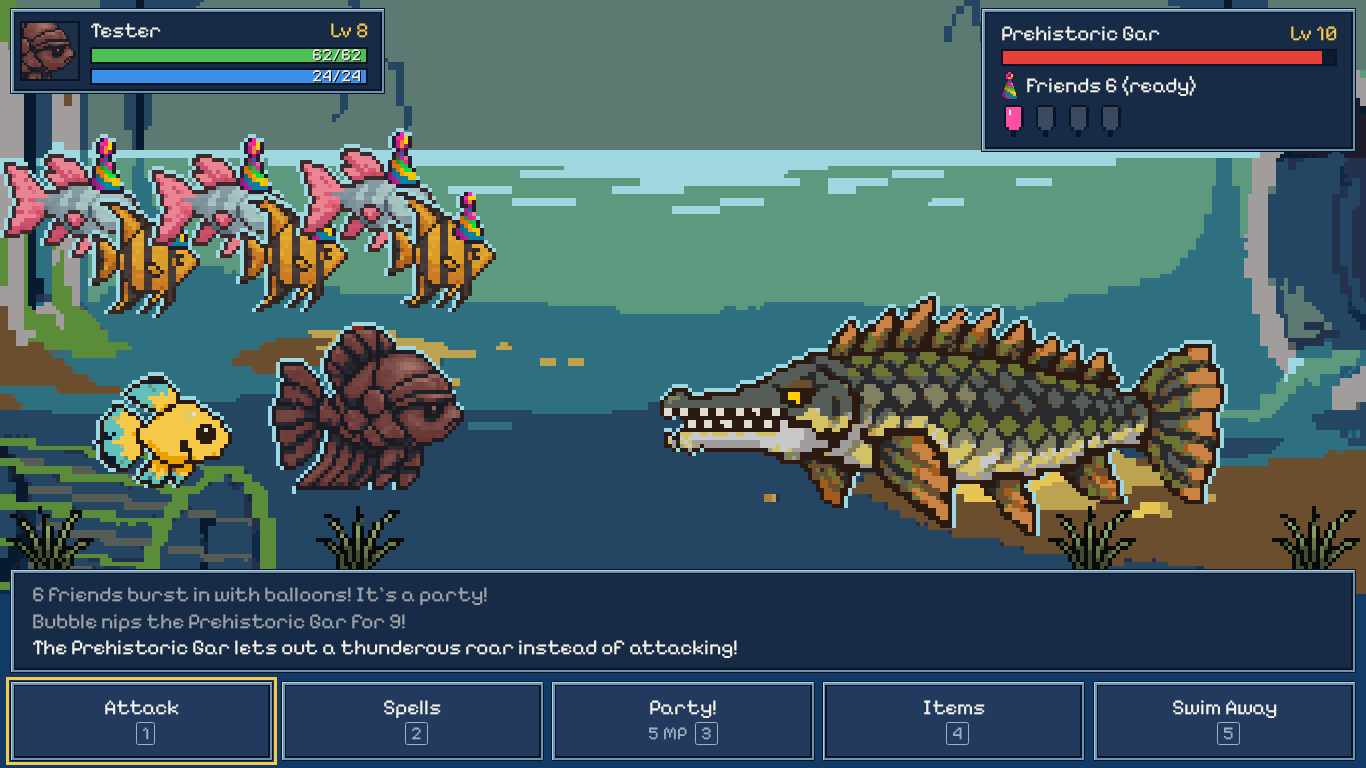 Tester Lv 8
62/62
24/24
Prehistoric Gar Lv 10
Friends 6 (ready)
6 friends burst in with balloons! It's a party!
Bubble nips the Prehistoric Gar for 9!
The Prehistoric Gar lets out a thunderous roar instead of attacking!
Attack
1
Spells
2
Party!
5 MP 3
Items
4
Swim Away
5